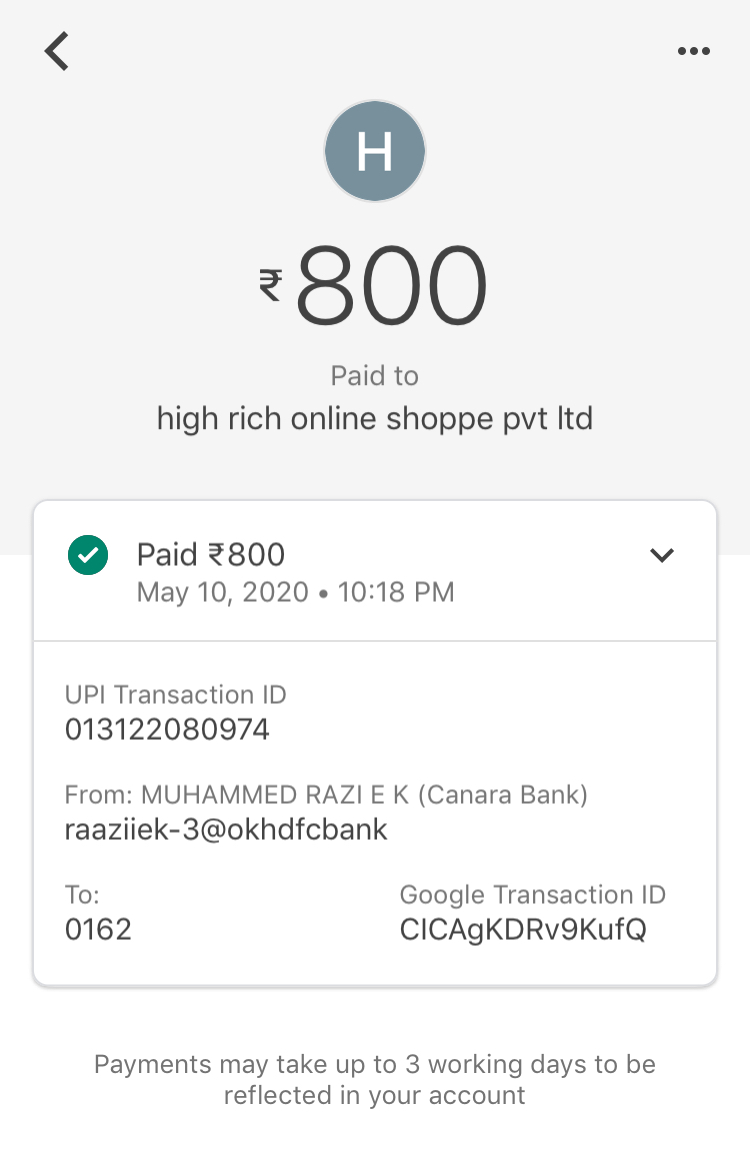 H
₹800
Paid to
high rich online shoppe pvt ltd
Paid ₹800
May 10, 2020 • 10:18 PM
UPI Transaction ID
013122080974
From: MUHAMMED RAZI E K (Canara Bank)
raaziiek-3@okhdfcbank
To:
0162
Google Transaction ID
CICAgKDRv9KufQ
Payments may take up to 3 working days to be
reflected in your account